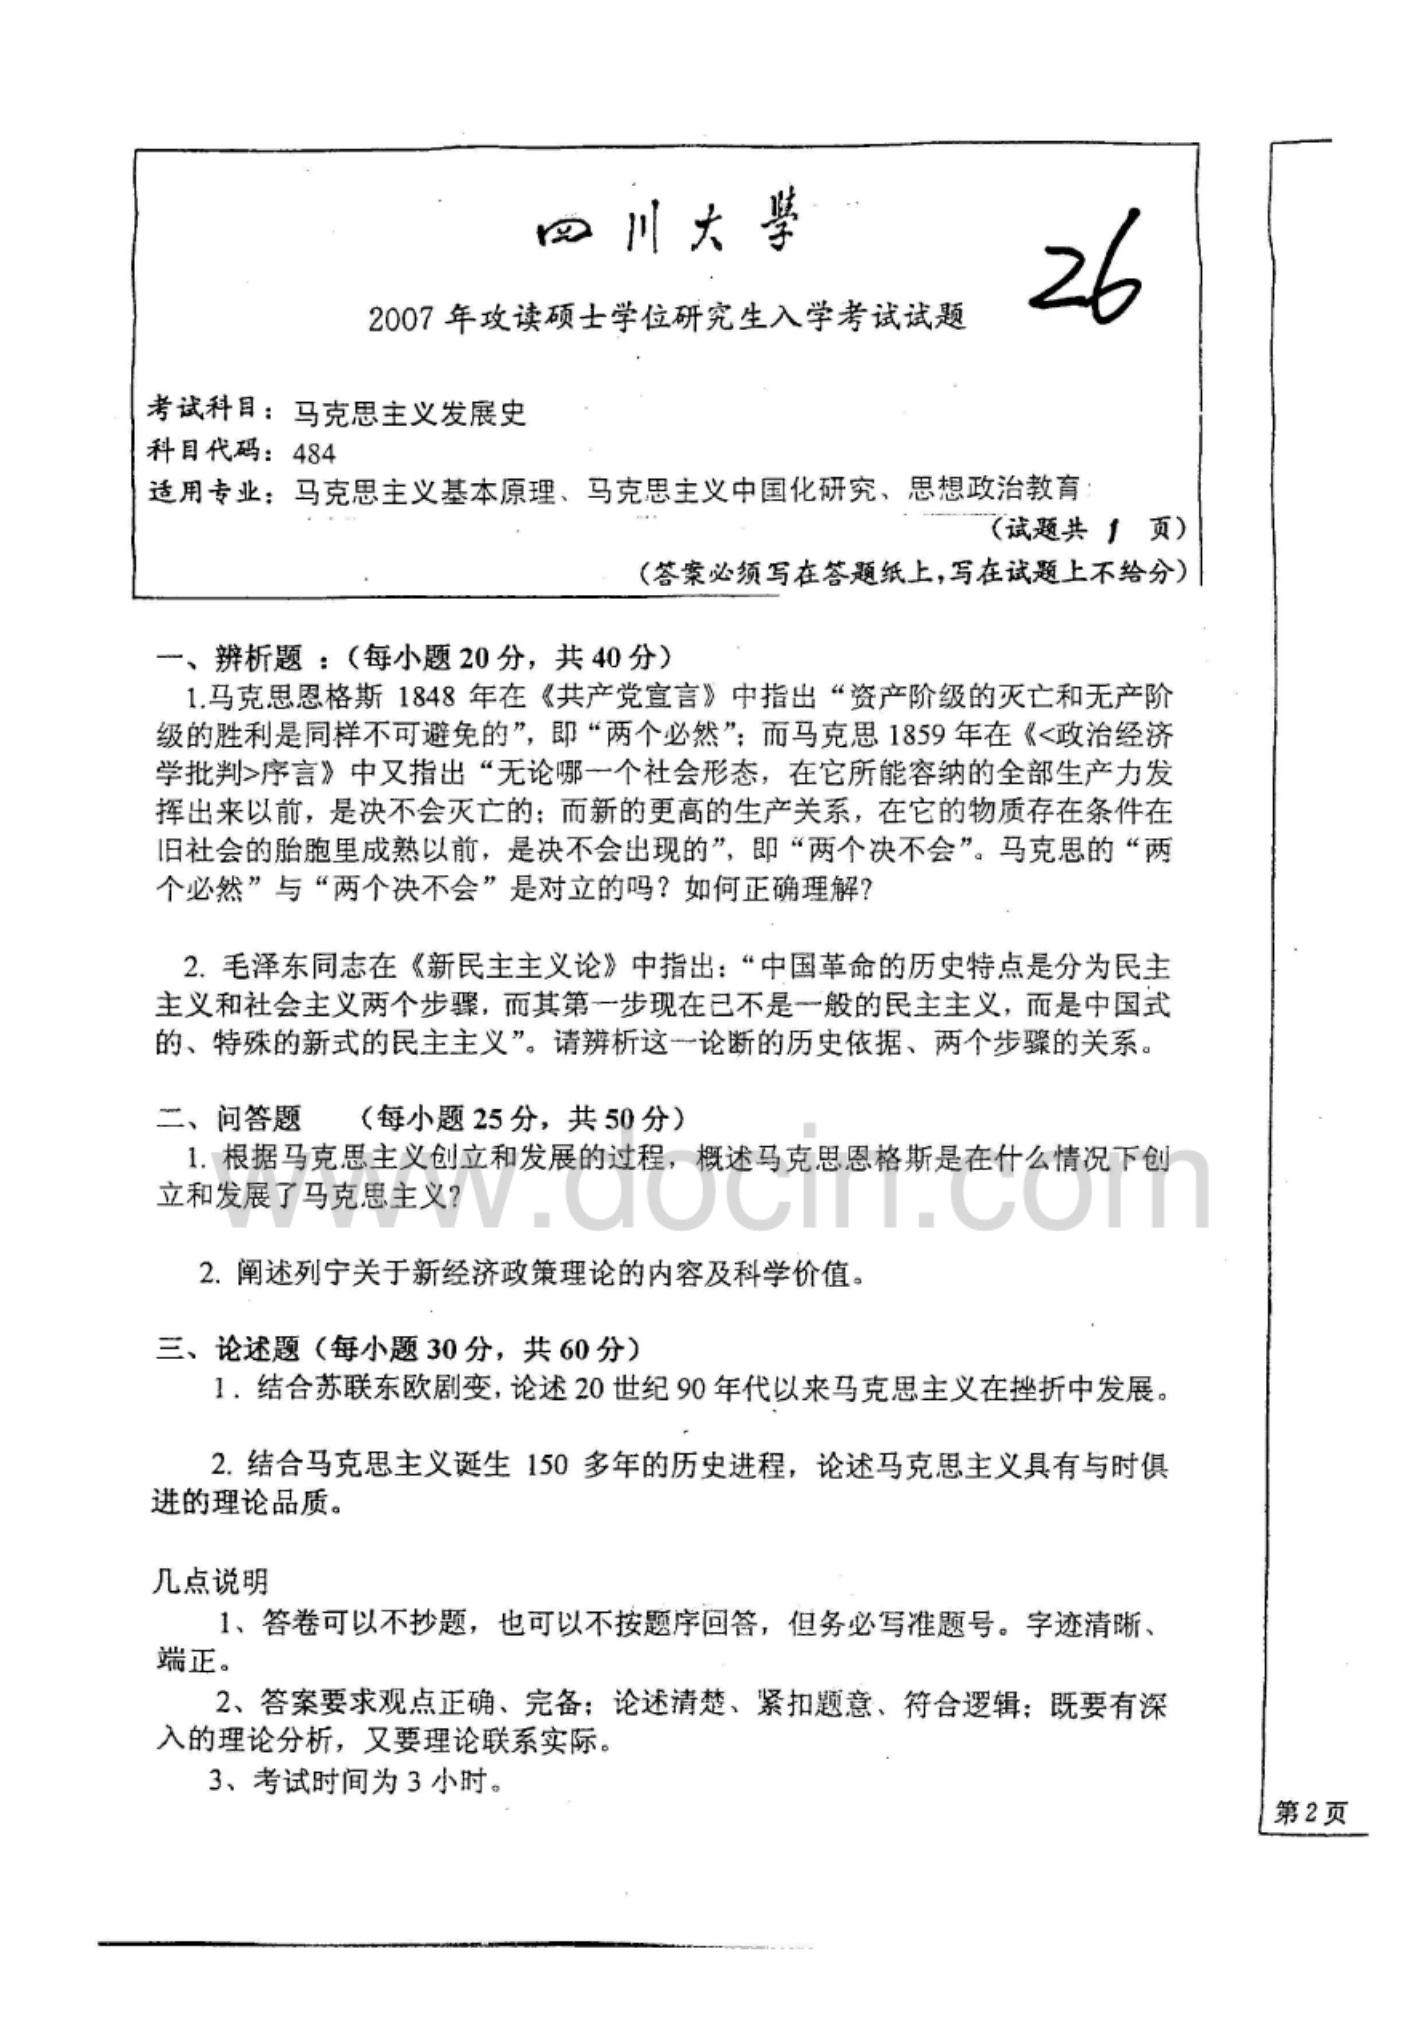 四川大學
26
2007年攻读硕士学位研究生入学考试试题
考试科目：马克思主义发展史
科目代码：484
适用专业：马克思主义基本原理、马克思主义中国化研究、思想政治教育
（试题共 1 页）
（答案必须写在答题纸上，写在试题上不给分）
一、辨析题 ：（每小题20分，共40分）
1.马克思恩格斯 1848 年在《共产党宣言》中指出“资产阶级的灭亡和无产阶
级的胜利是同样不可避免的”，即“两个必然”；而马克思1859年在《<政治经济
学批判>序言》中又指出“无论哪一个社会形态，在它所能容纳的全部生产力发
挥出来以前，是决不会灭亡的；而新的更高的生产关系，在它的物质存在条件在
旧社会的胎胞里成熟以前，是决不会出现的”，即“两个决不会”。马克思的“两
个必然”与“两个决不会”是对立的吗？如何正确理解？
2. 毛泽东同志在《新民主主义论》中指出：“中国革命的历史特点是分为民主
主义和社会主义两个步骤，而其第一步现在已不是一般的民主主义，而是中国式
的、特殊的新式的民主主义”。请辨析这一论断的历史依据、两个步骤的关系。
二、问答题 （每小题25分，共50分）
1. 根据马克思主义创立和发展的过程，概述马克思恩格斯是在什么情况下创
立和发展了马克思主义？
www.docin.com
2. 阐述列宁关于新经济政策理论的内容及科学价值。
三、论述题（每小题30分，共60分）
1．结合苏联东欧剧变，论述20世纪90年代以来马克思主义在挫折中发展。
2. 结合马克思主义诞生 150 多年的历史进程，论述马克思主义具有与时俱
进的理论品质。
几点说明
1、答卷可以不抄题，也可以不按题序回答，但务必写准题号。字迹清晰、
端正。
2、答案要求观点正确、完备；论述清楚、紧扣题意、符合逻辑；既要有深
入的理论分析，又要理论联系实际。
3、考试时间为3小时。
第2页